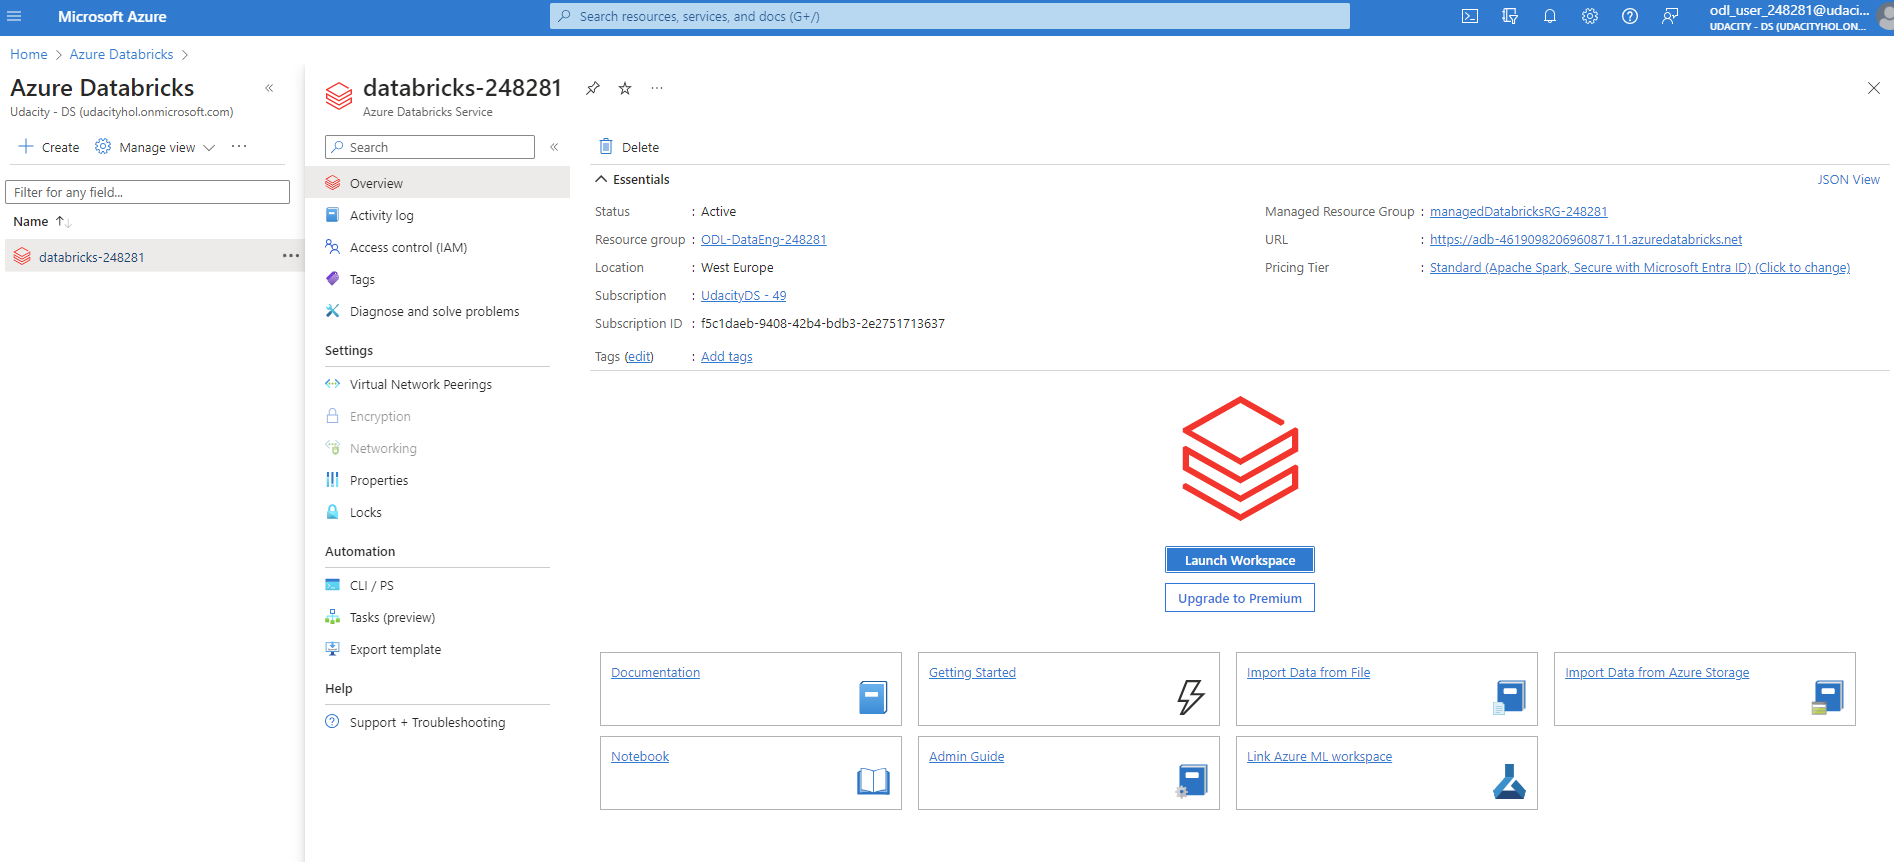 Microsoft Azure
Search resources, services, and docs (G+/)
odl_user_248281@udaci...
UDACITY - DS (UDACITYHOL.ON...
Home > Azure Databricks >
Azure Databricks
Udacity - DS (udacityhol.onmicrosoft.com)
Create
Manage view
Filter for any field...
Name
databricks-248281
databricks-248281
Azure Databricks Service
Search
Overview
Activity log
Access control (IAM)
Tags
Diagnose and solve problems
Settings
Virtual Network Peerings
Encryption
Networking
Properties
Locks
Automation
CLI / PS
Tasks (preview)
Export template
Help
Support + Troubleshooting
Delete
Essentials
JSON View
Status : Active
Resource group : ODL-DataEng-248281
Location : West Europe
Subscription : UdacityDS - 49
Subscription ID : f5c1daeb-9408-42b4-bdb3-2e2751713637
Tags (edit) : Add tags
Managed Resource Group : managedDatabricksRG-248281
URL : https://adb-4619098206960871.11.azuredatabricks.net
Pricing Tier : Standard (Apache Spark, Secure with Microsoft Entra ID) (Click to change)
Launch Workspace
Upgrade to Premium
Documentation
Getting Started
Import Data from File
Import Data from Azure Storage
Notebook
Admin Guide
Link Azure ML workspace